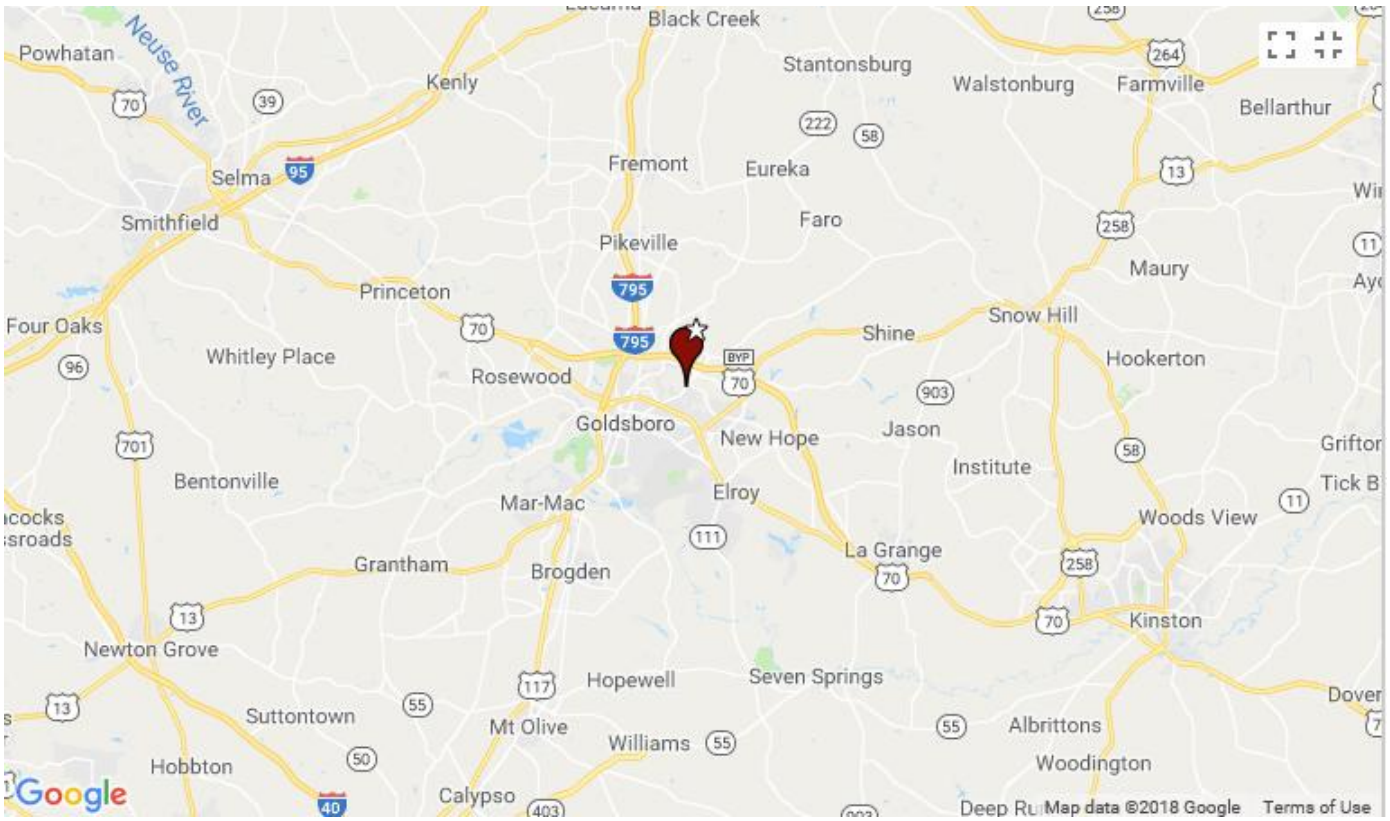 Black Creek
258
Powhatan
Neuse River
Stantonsburg
264
Kenly
Walstonburg
Farmville
70
39
Bellarthur
222
58
Fremont
Eureka
13
Selma
95
Smithfield
Faro
258
Pikeville
11
Maury
795
Princeton
Snow Hill
Four Oaks
70
795
Shine
Whitley Place
BYP
Hookerton
96
Rosewood
70
903
Goldsboro
New Hope
Jason
701
58
Institute
Bentonville
Elroy
Mar-Mac
11
Woods View
111
La Grange
Grantham
Brogden
258
70
13
70
Kinston
Newton Grove
Hopewell
Seven Springs
117
13
Suttontown
55
Mt Olive
55
Albrittons
Williams
55
50
Hobbton
Woodington
Google
Calypso
40
403
903
Deep Ru
Map data ©2018 Google
Terms of Use